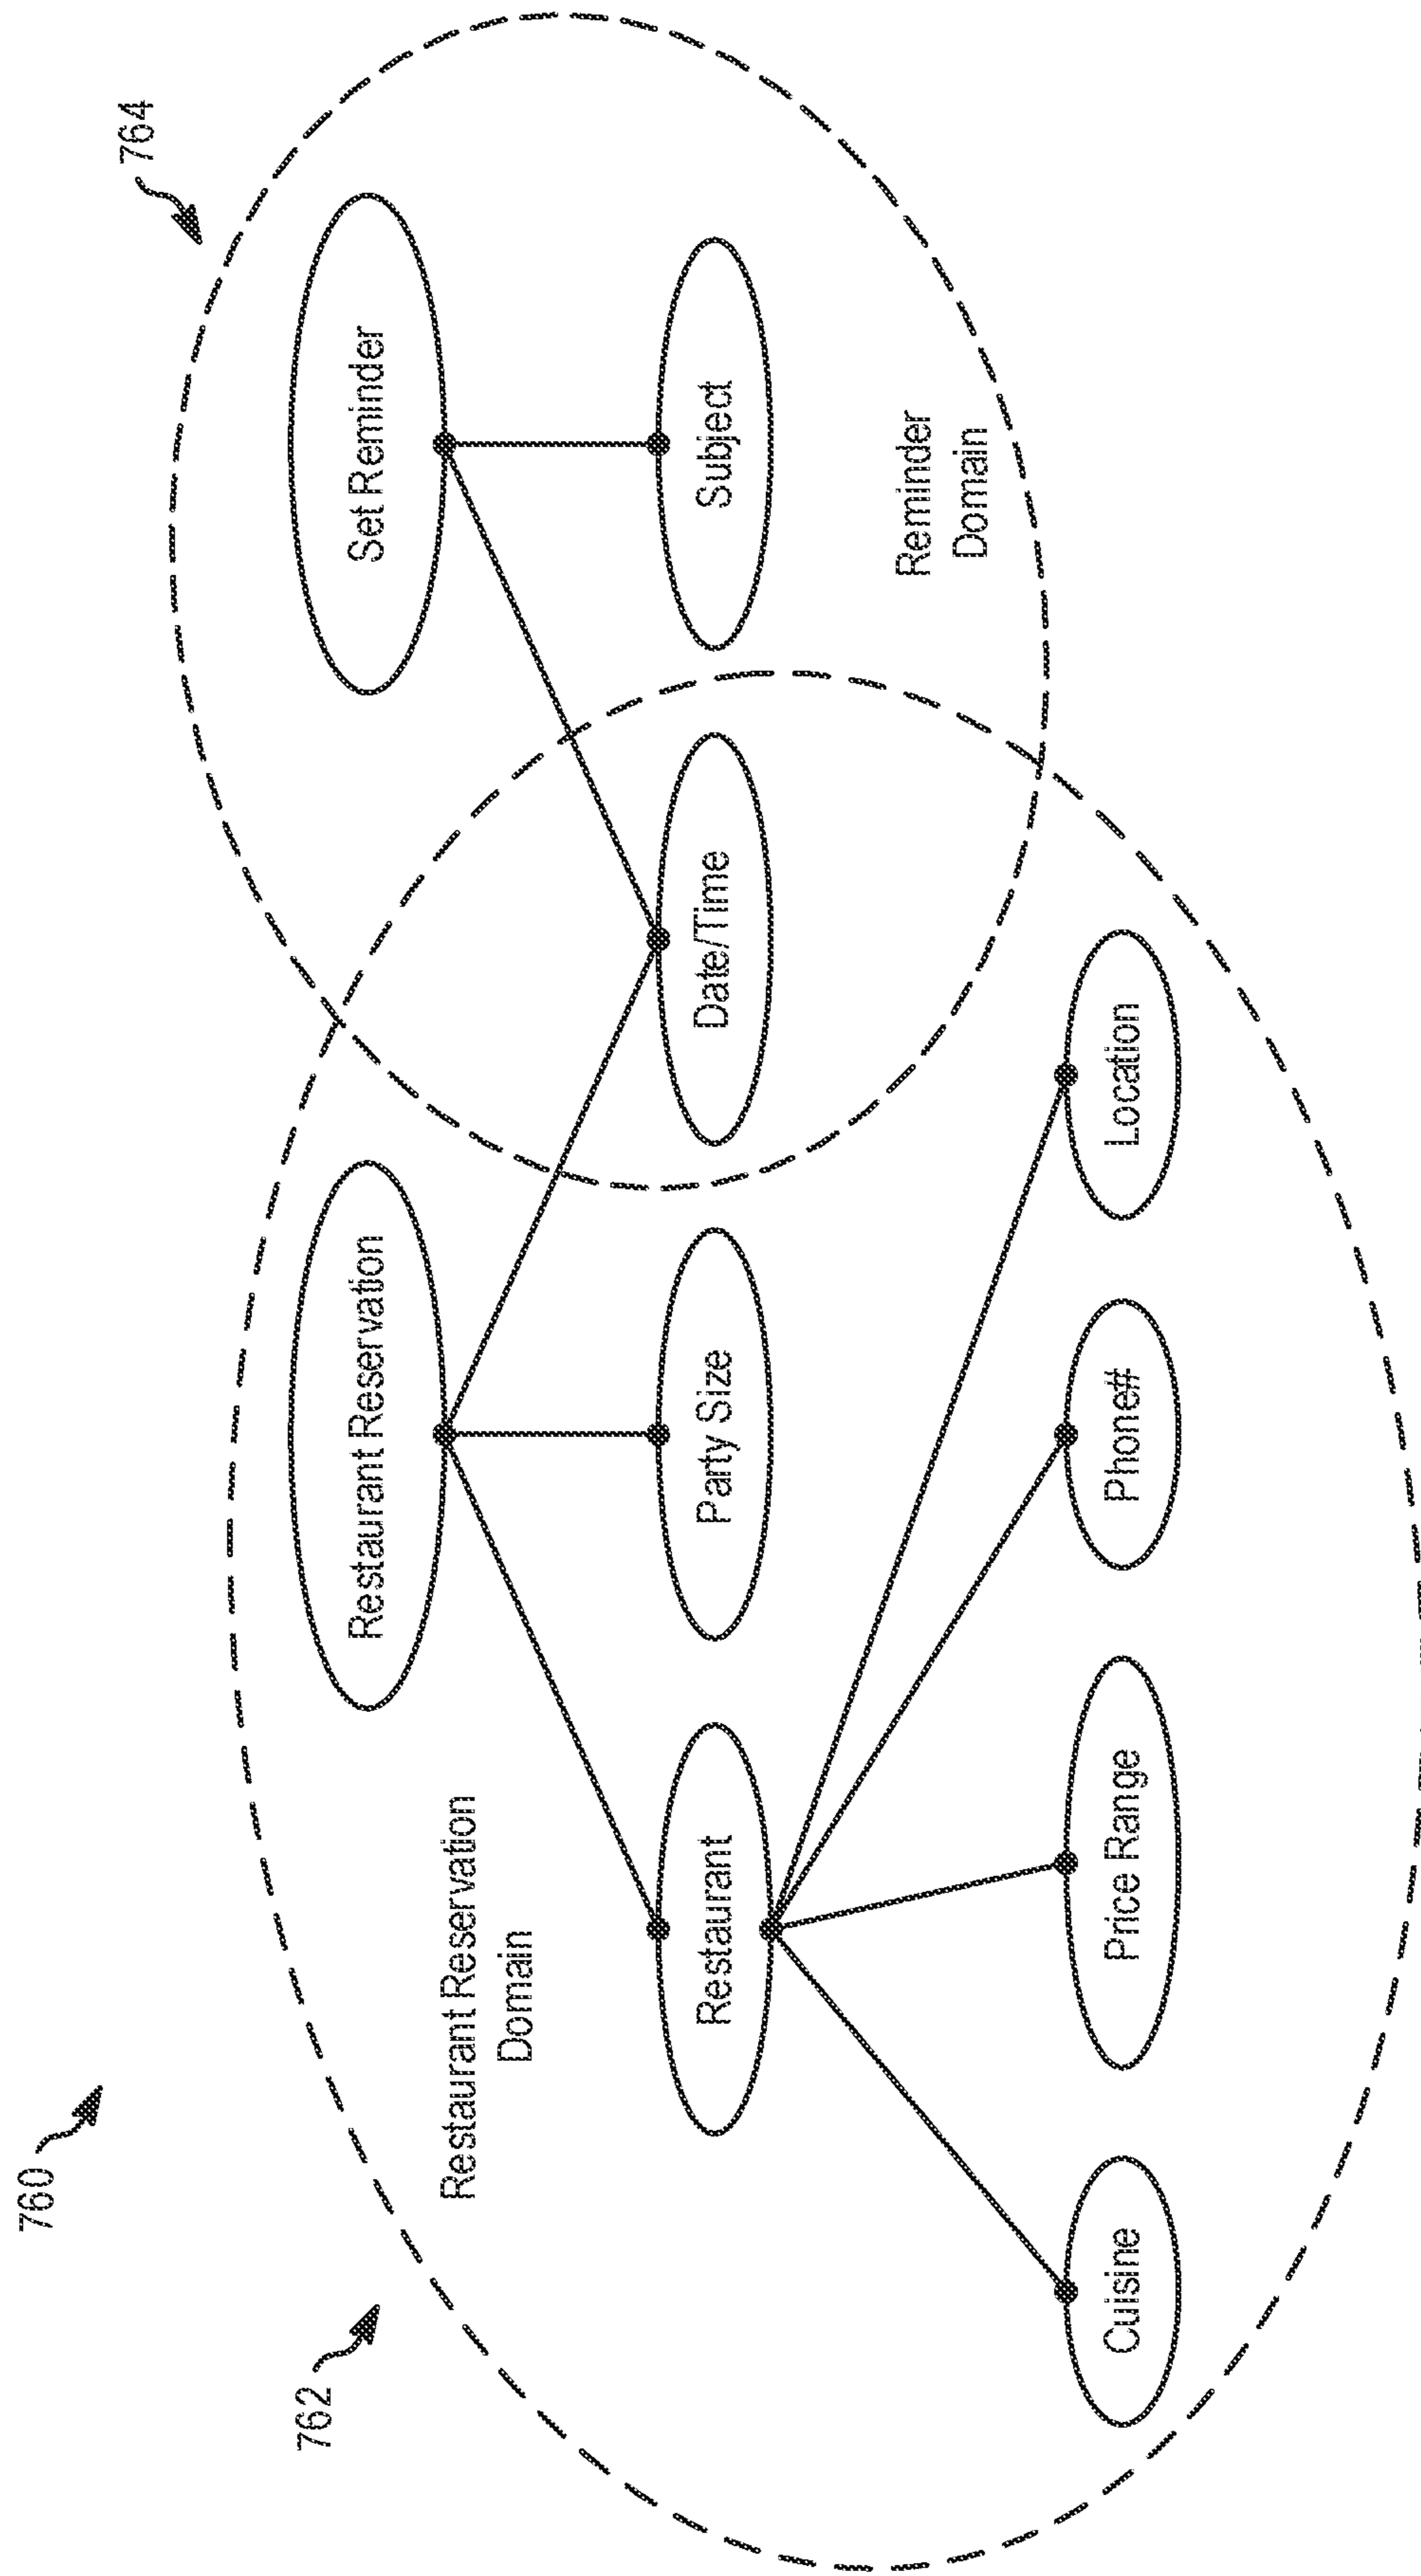 760
762
764
Restaurant Reservation
Set Reminder
Restaurant Reservation
Domain
Restaurant
Party Size
Date/Time
Subject
Reminder
Domain
Cuisine
Price Range
Phone#
Location